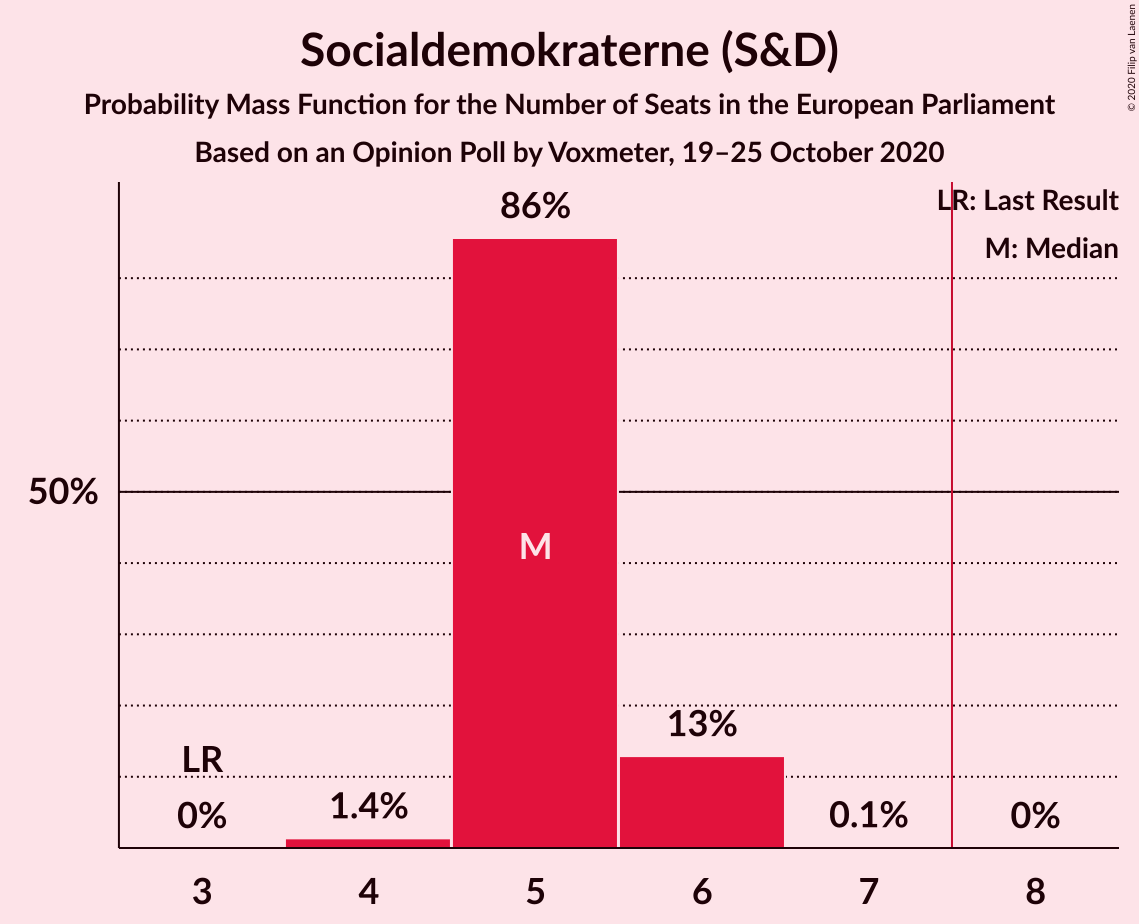 Socialdemokraterne (S&D)
Probability Mass Function for the Number of Seats in the European Parliament
Based on an Opinion Poll by Voxmeter, 19–25 October 2020
© 2020 Filip van Laenen
LR: Last Result
M: Median
86%
50%
M
13%
LR
0%
1.4%
0.1%
0%
3 4 5 6 7 8